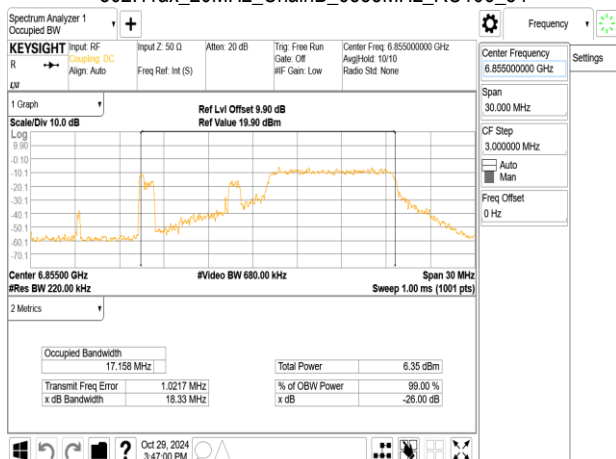 Spectrum Analyzer 1
Occupied BW
Frequency
KEYSIGHT
R
Input: RF
Coupling: DC
Align: Auto
Input Z: 50 Ω
Freq Ref: Int (S)
Atten: 20 dB
Trig: Free Run
Gate: Off
#IF Gain: Low
Center Freq: 6.855000000 GHz
Avg|Hold: 10/10
Radio Std: None
Center Frequency
6.855000000 GHz
Settings
Span
30.000 MHz
CF Step
3.000000 MHz
Auto
Man
Freq Offset
0 Hz
1 Graph
Scale/Div 10.0 dB
Ref Lvl Offset 9.90 dB
Ref Value 19.90 dBm
Log
9.90
-0.10
-10.1
-20.1
-30.1
-40.1
-50.1
-60.1
-70.1
Center 6.85500 GHz
#Video BW 680.00 kHz
Span 30 MHz
#Res BW 220.00 kHz
Sweep 1.00 ms (1001 pts)
2 Metrics
Occupied Bandwidth
17.158 MHz
Total Power 6.35 dBm
Transmit Freq Error 1.0217 MHz
% of OBW Power 99.00 %
x dB Bandwidth 18.33 MHz
x dB -26.00 dB
?
Oct 29, 2024
3:47:00 PM